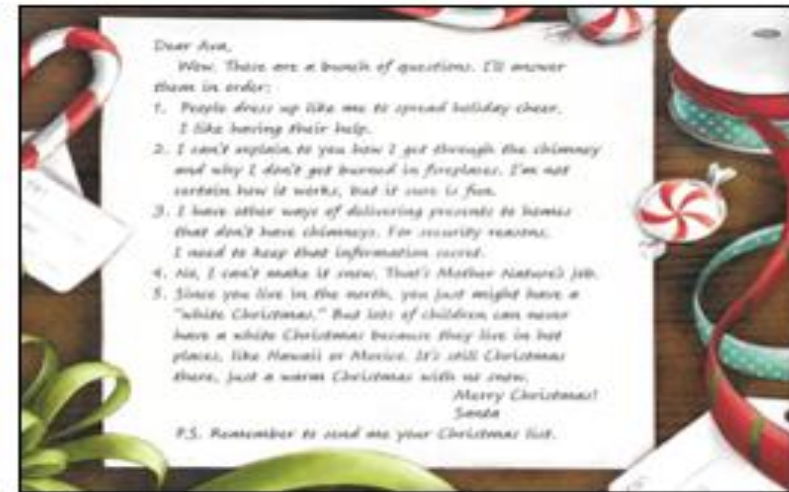 Dear Ava,
Wow. These are a bunch of questions. I'll answer
them in order:
1. People dress up like me to spread holiday cheer.
I like having their help.
2. I can't explain to you how I get through the chimney
and why I don't get burned in fireplaces. I'm not
certain how it works, but it sure is fun.
3. I have other ways of delivering presents to homes
that don't have chimneys. For security reasons,
I need to keep that information secret.
4. No, I can't make it snow. That's Mother Nature's job.
5. Since you live in the north, you just might have a
"white Christmas." But lots of children can never
have a white Christmas because they live in hot
places, like Hawaii or Mexico. It's still Christmas
there, just a warm Christmas with no snow.
Merry Christmas!
Santa
P.S. Remember to send me your Christmas list.